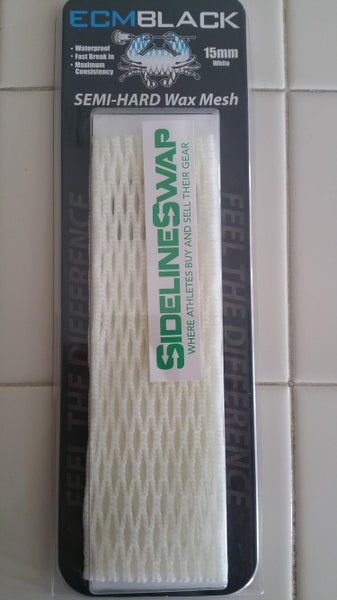 ECMBLACK
• Waterproof
• Fast Break In
• Maximum
Consistency
15mm
White
SEMI-HARD Wax Mesh
SIDELINESWAP
WHERE ATHLETES BUY AND SELL THEIR GEAR
FEEL THE DIFFERENCE
FEEL THE DIFFERENCE